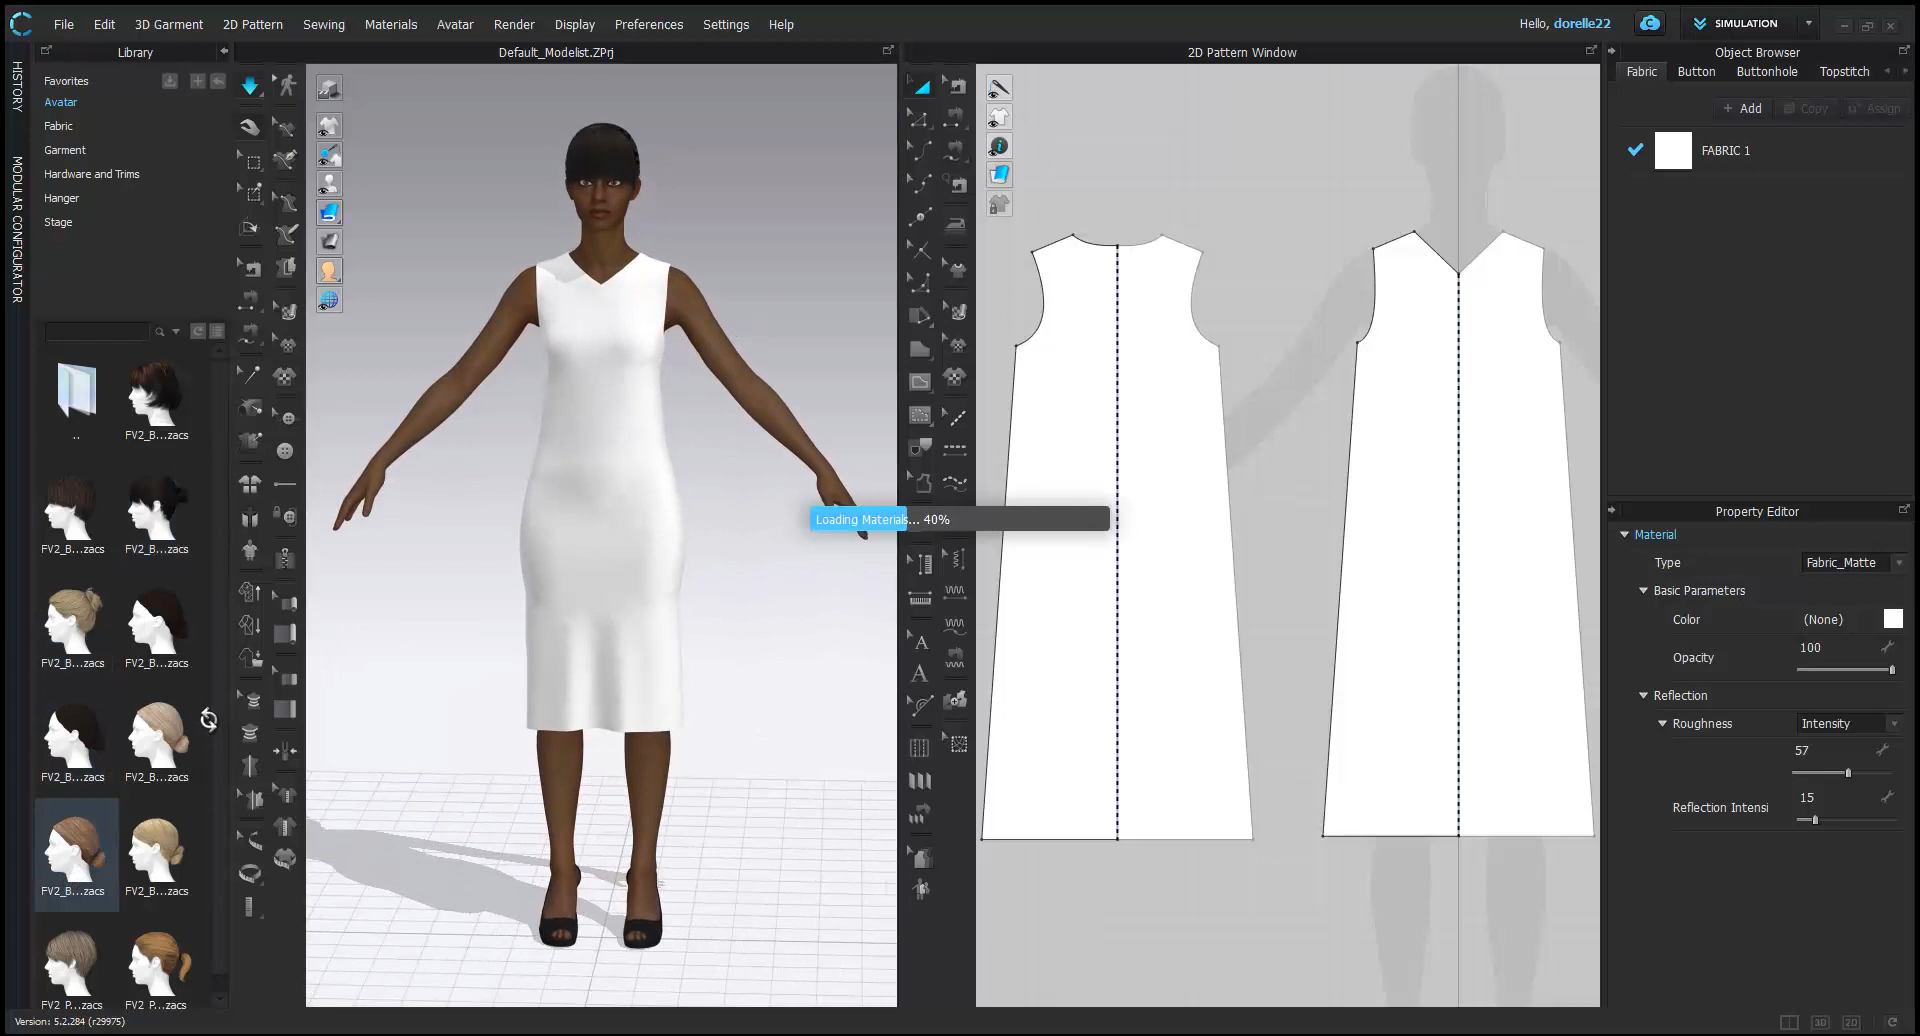 File Edit 3D Garment 2D Pattern Sewing Materials Avatar Render Display Preferences Settings Help
Hello, dorelle22
SIMULATION
HISTORY
MODULAR CONFIGURATOR
Library
Favorites
Avatar
Fabric
Garment
Hardware and Trims
Hanger
Stage
..
FV2_B...zacs
FV2_B...zacs
FV2_B...zacs
FV2_B...zacs
FV2_B...zacs
FV2_B...zacs
FV2_B...zacs
FV2_B...zacs
FV2_B...zacs
FV2_P...zacs
FV2_P...zacs
Version: 5.2.284 (r29975)
Default_Modelist.ZPrj
Loading Materials... 40%
2D Pattern Window
A
A
Object Browser
Fabric Button Buttonhole Topstitch
+ Add Copy Assign
FABRIC 1
Property Editor
Material
Type Fabric_Matte
Basic Parameters
Color (None)
Opacity 100
Reflection
Roughness Intensity
57
Reflection Intensi 15
3D 2D